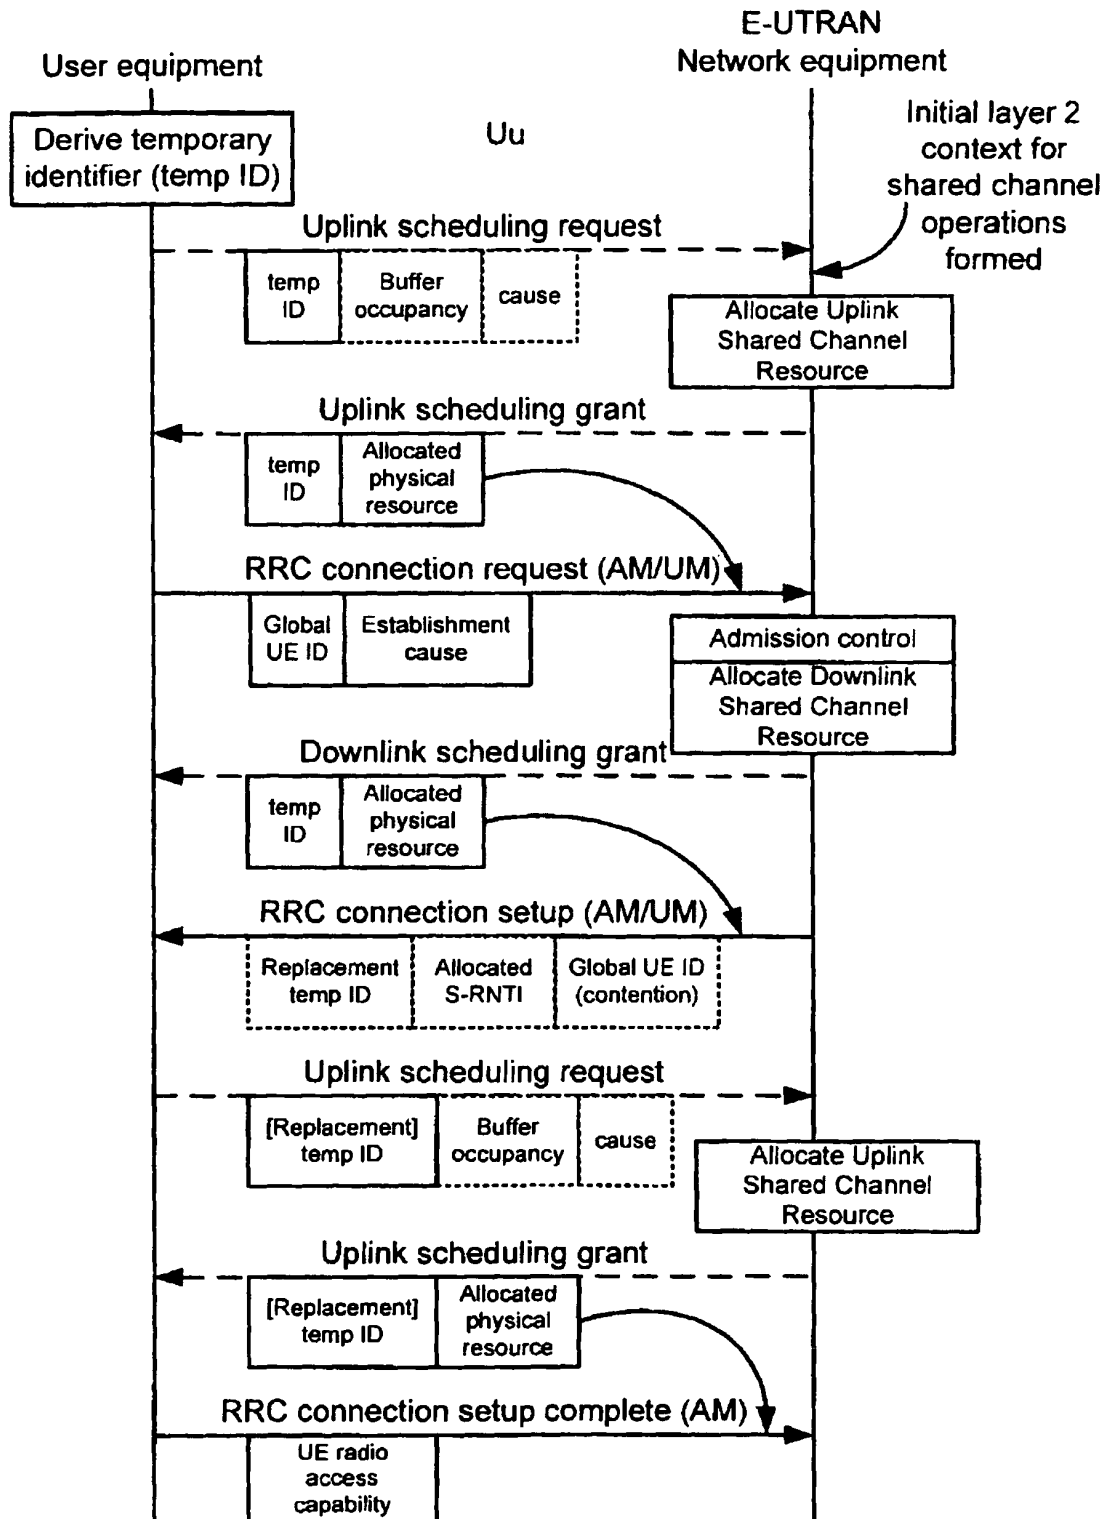 E-UTRAN
Network equipment
User equipment
Derive temporary
identifier (temp ID)
Uu
Initial layer 2
context for
shared channel
operations
formed
Uplink scheduling request
temp
ID
Buffer
occupancy
cause
Allocate Uplink
Shared Channel
Resource
Uplink scheduling grant
temp
ID
Allocated
physical
resource
RRC connection request (AM/UM)
Global
UE ID
Establishment
cause
Admission control
Allocate Downlink
Shared Channel
Resource
Downlink scheduling grant
temp
ID
Allocated
physical
resource
RRC connection setup (AM/UM)
Replacement
temp ID
Allocated
S-RNTI
Global UE ID
(contention)
Uplink scheduling request
[Replacement]
temp ID
Buffer
occupancy
cause
Allocate Uplink
Shared Channel
Resource
Uplink scheduling grant
[Replacement]
temp ID
Allocated
physical
resource
RRC connection setup complete (AM)
UE radio
access
capability